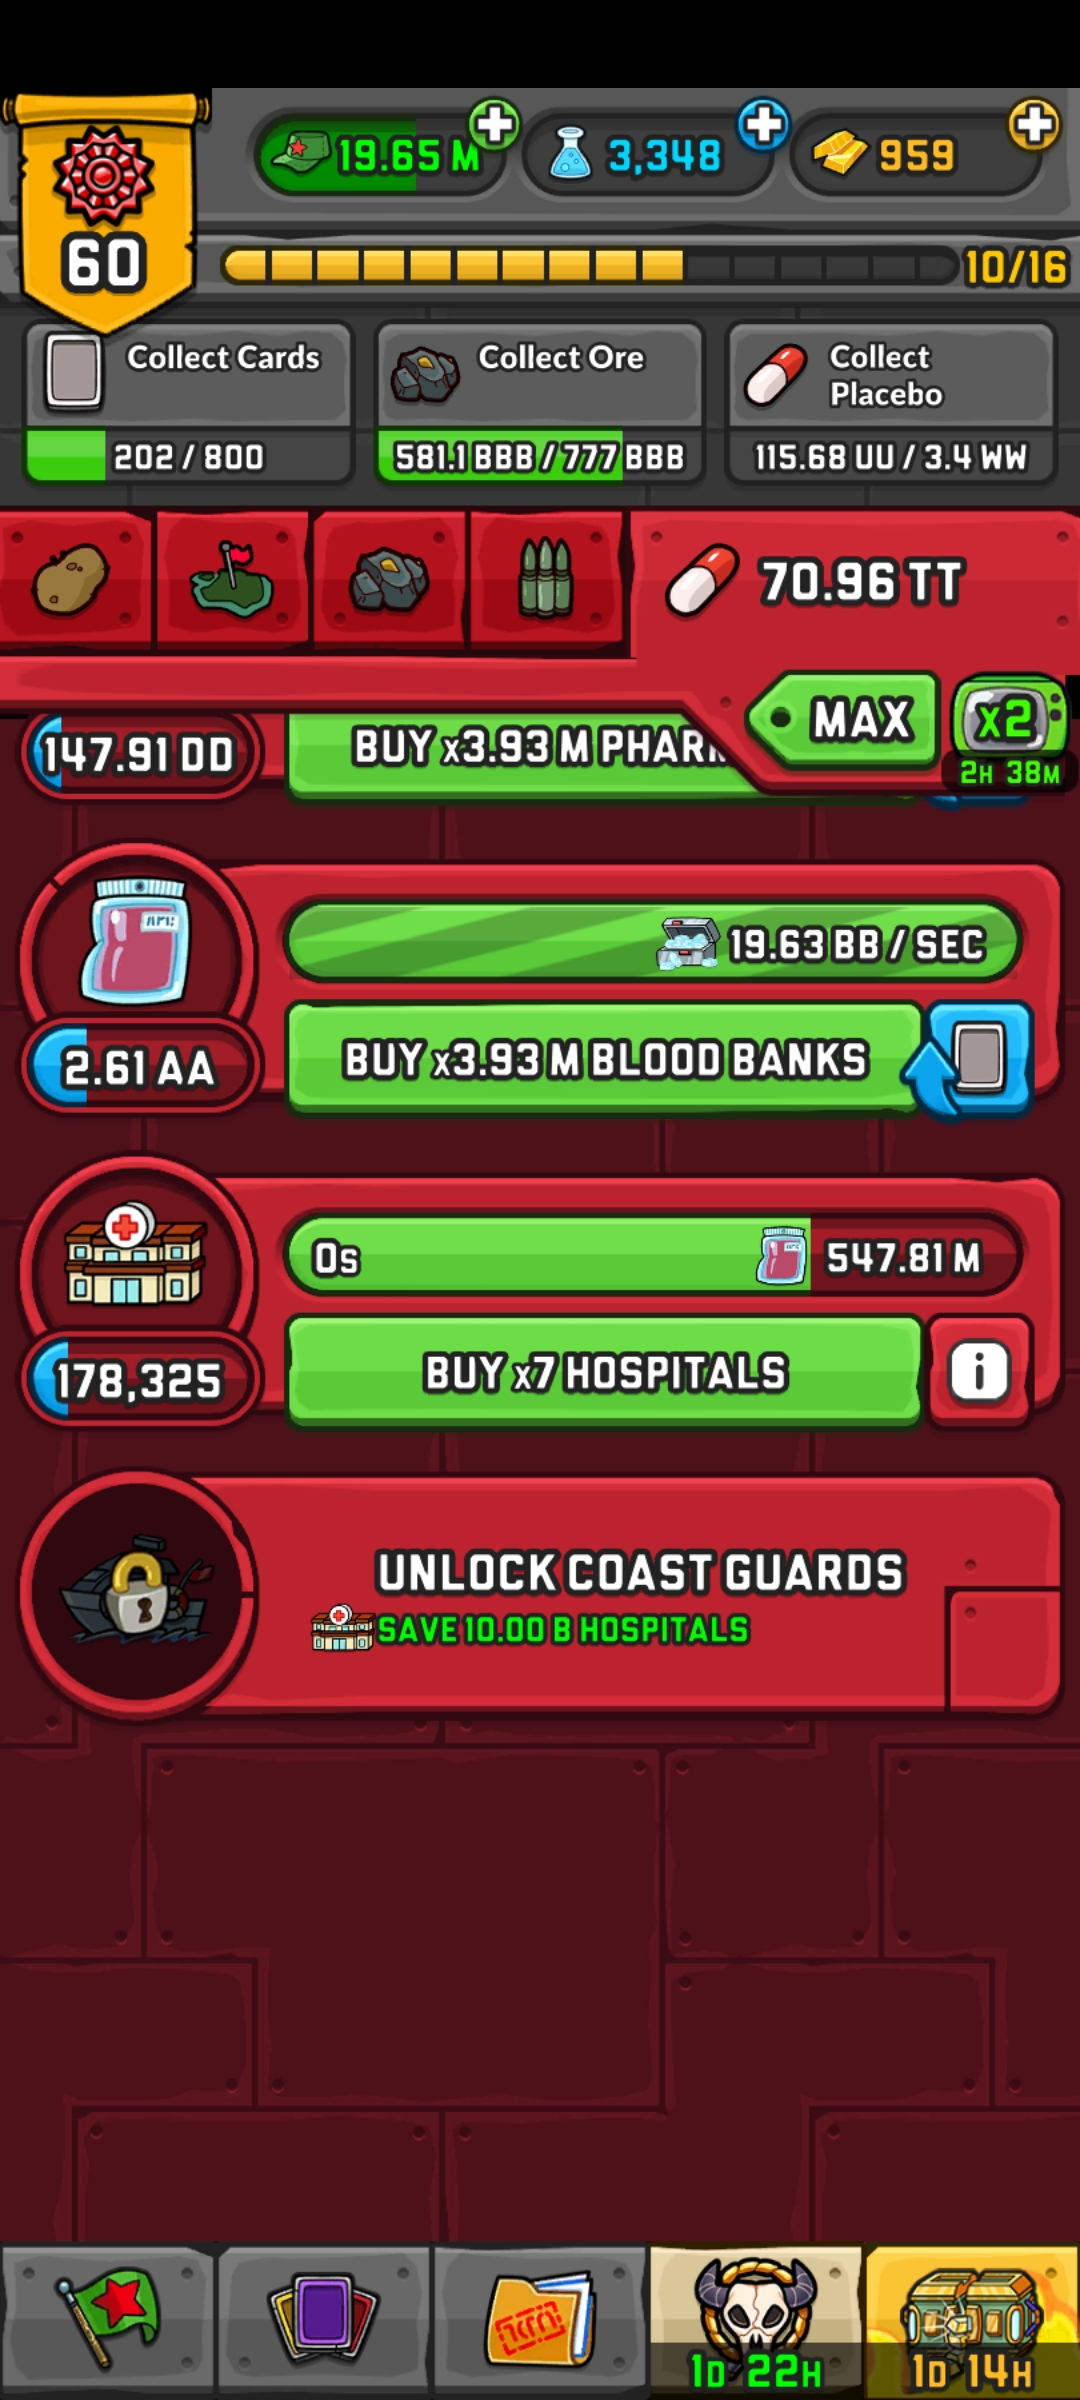 19.65 M
3,348
959
60
10/16
Collect Cards
202 / 800
Collect Ore
581.1 BBB / 777 BBB
Collect
Placebo
115.68 UU / 3.4 WW
70.96 TT
MAX
x2
2H 38M
147.91 DD
BUY x3.93 M
19.63 BB / SEC
2.61 AA
BUY x3.93 M BLOOD BANKS
0s
547.81 M
178,325
BUY x7 HOSPITALS
i
UNLOCK COAST GUARDS
SAVE 10.00 B HOSPITALS
1D 22H
1D 14H